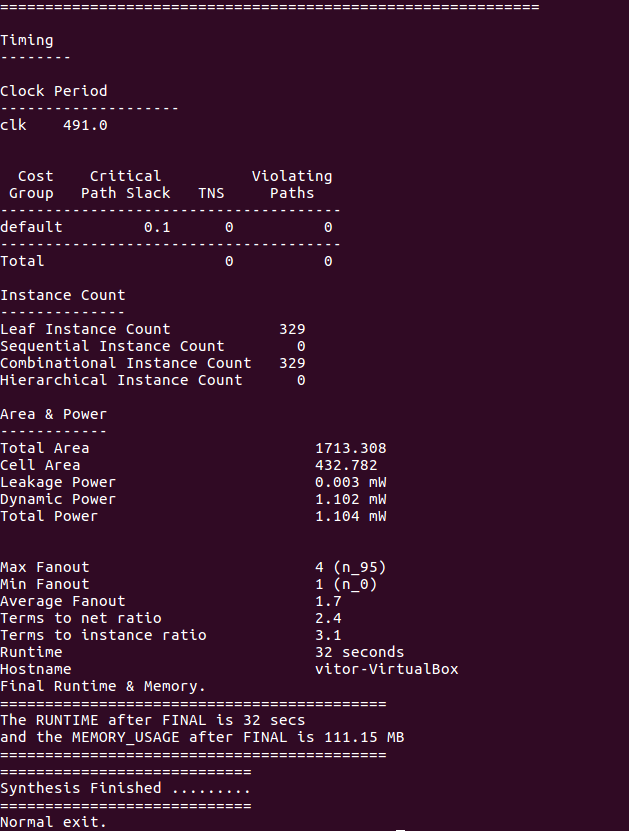 ============================================================
Timing
--------
Clock Period
--------------------
clk    491.0
  Cost    Critical          Violating
 Group   Path Slack   TNS     Paths
--------------------------------------
default         0.1      0          0
--------------------------------------
Total                    0          0
Instance Count
--------------
Leaf Instance Count            329
Sequential Instance Count        0
Combinational Instance Count   329
Hierarchical Instance Count      0
Area & Power
------------
Total Area                         1713.308
Cell Area                          432.782
Leakage Power                      0.003 mW
Dynamic Power                      1.102 mW
Total Power                        1.104 mW
Max Fanout                         4 (n_95)
Min Fanout                         1 (n_0)
Average Fanout                     1.7
Terms to net ratio                 2.4
Terms to instance ratio            3.1
Runtime                            32 seconds
Hostname                           vitor-VirtualBox
Final Runtime & Memory.
===========================================
The RUNTIME after FINAL is 32 secs
and the MEMORY_USAGE after FINAL is 111.15 MB
===========================================
============================
Synthesis Finished .........
============================
Normal exit.